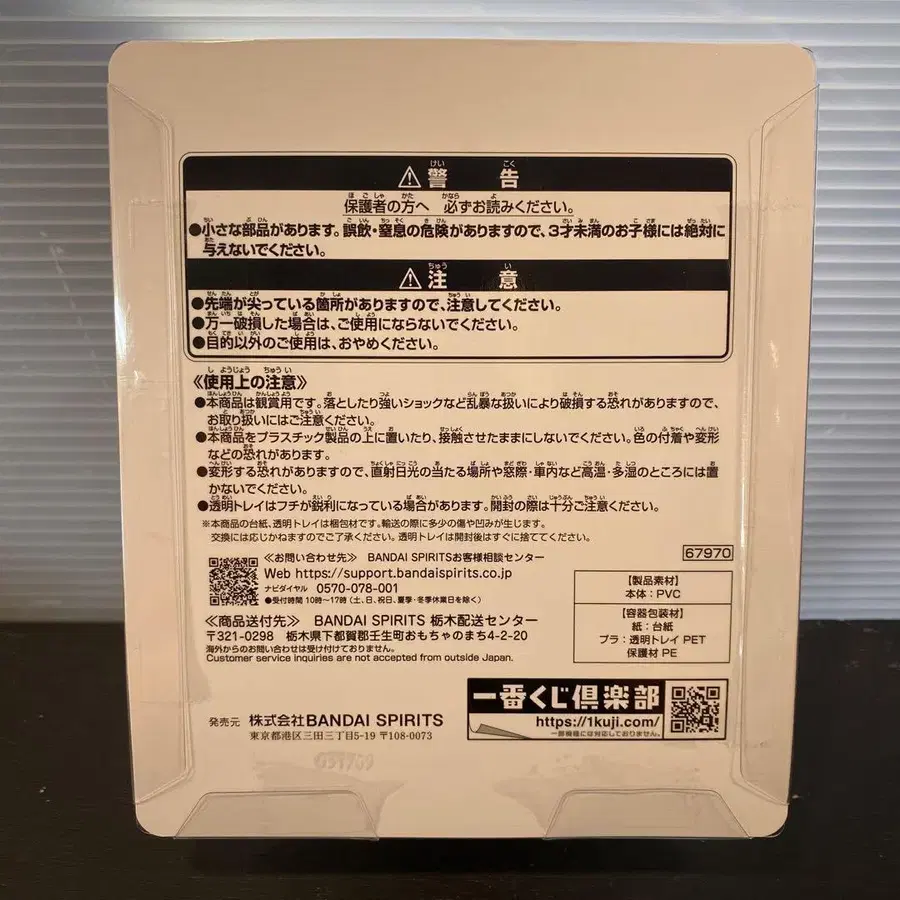 ⚠警告
保護者の方へ 必ずお読みください。
●小さな部品があります。誤飲・窒息の危険がありますので、3才未満のお子様には絶対に
与えないでください。
⚠注意
●先端が尖っている箇所がありますので、注意してください。
●万一破損した場合は、ご使用にならないでください。
●目的以外のご使用は、おやめください。
《使用上の注意》
●本商品は観賞用です。落としたり強いショックなど乱暴な扱いにより破損する恐れがありますので、
お取り扱いにはご注意ください。
●本商品をプラスチック製品の上に置いたり、接触させたままにしないでください。色の付着や変形
などの恐れがあります。
●変形する恐れがありますので、直射日光の当たる場所や窓際・車内など高温・多湿のところには置
かないでください。
●透明トレイはフチが鋭利になっている場合があります。開封の際は十分ご注意ください。
※本商品の台紙、透明トレイは梱包材です。輸送の際に多少の傷や凹みが生じます。
交換には応じかねますのでご了承ください。透明トレイは開封後はすぐに捨ててください。
≪お問い合わせ先≫ BANDAI SPIRITSお客様相談センター
Web https://support.bandaispirits.co.jp
ナビダイヤル 0570-078-001
●受付時間 10時〜17時（土、日、祝日、夏季・冬季休業日を除く）
≪商品送付先≫ BANDAI SPIRITS 栃木配送センター
〒321-0298 栃木県下都賀郡壬生町おもちゃのまち4-2-20
海外からのお問い合わせは受け付けておりません。
Customer service inquiries are not accepted from outside Japan.
67970
【製品素材】
本体：PVC
【容器包装材】
紙：台紙
プラ：透明トレイ PET
保護材 PE
発売元 株式会社BANDAI SPIRITS
東京都港区三田三丁目5-19 〒108-0073
一番くじ倶楽部
https://1kuji.com/
一部機種には対応しておりません。